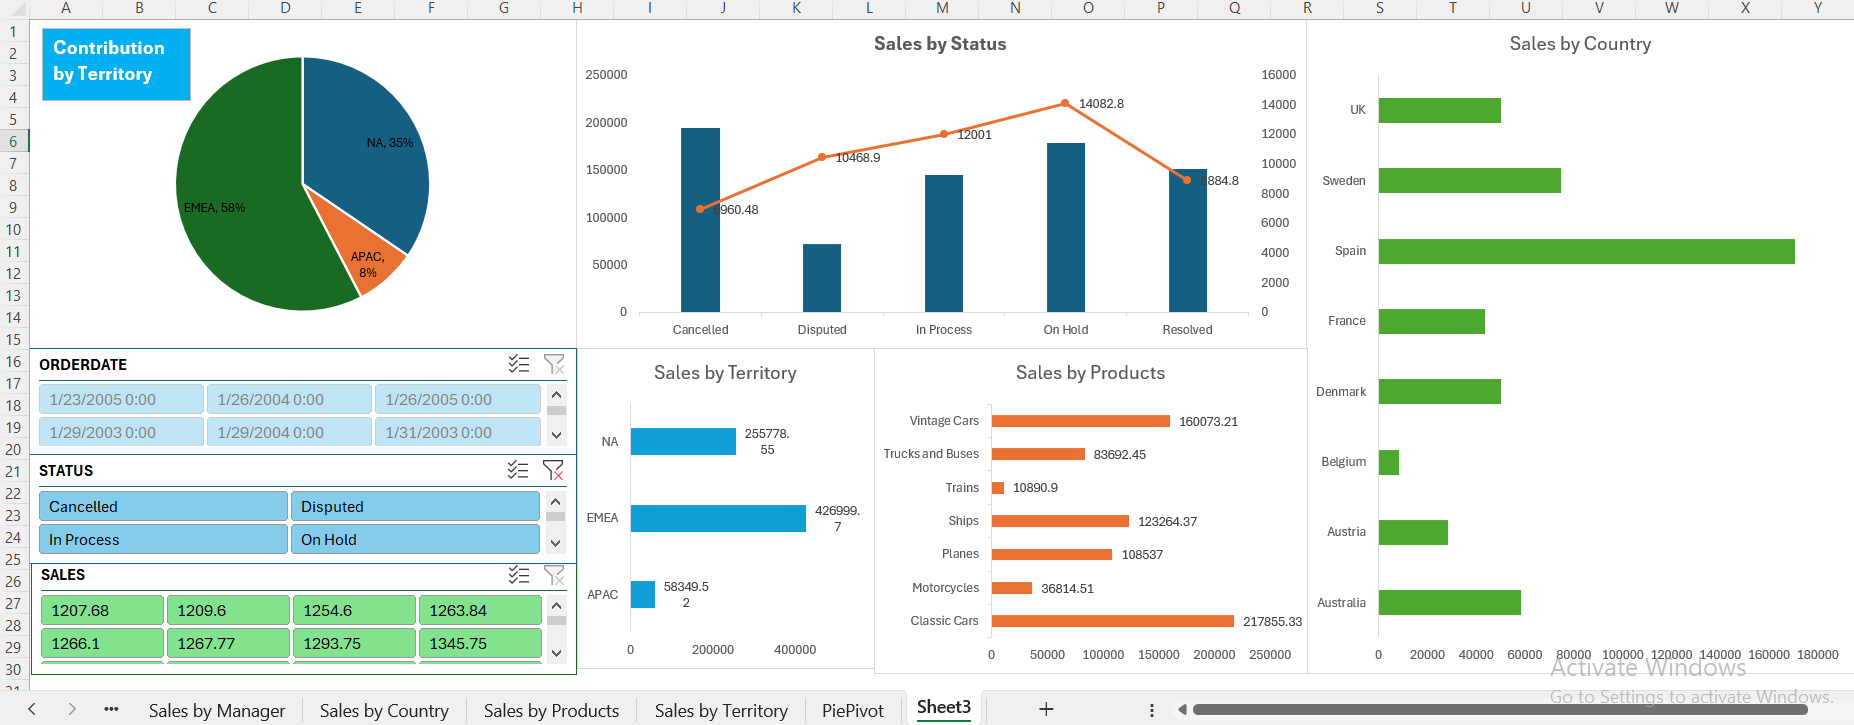 A B C D E F G H I J K L M N O P Q R S T U V W X Y
1
2
3
4
5
6
7
8
9
10
11
12
13
14
15
16
17
18
19
20
21
22
23
24
25
26
27
28
29
30
Contribution
by Territory
NA, 35%
EMEA, 58%
APAC,
8%
Sales by Status
250000
200000
150000
100000
50000
0
16000
14000
12000
10000
8000
6000
4000
2000
0
960.48
10468.9
12001
14082.8
884.8
Cancelled Disputed In Process On Hold Resolved
Sales by Country
UK
Sweden
Spain
France
Denmark
Belgium
Austria
Australia
0 20000 40000 60000 80000 100000 120000 140000 160000 180000
ORDERDATE
1/23/2005 0:00 1/26/2004 0:00 1/26/2005 0:00
1/29/2003 0:00 1/29/2004 0:00 1/31/2003 0:00
STATUS
Cancelled Disputed
In Process On Hold
SALES
1207.68 1209.6 1254.6 1263.84
1266.1 1267.77 1293.75 1345.75
Sales by Territory
NA
255778.
55
EMEA
426999.
7
APAC
58349.5
2
0 200000 400000
Sales by Products
Vintage Cars 160073.21
Trucks and Buses 83692.45
Trains 10890.9
Ships 123264.37
Planes 108537
Motorcycles 36814.51
Classic Cars 217855.33
0 50000 100000 150000 200000 250000
Activate Windows
Go to Settings to activate Windows.
Sales by Manager Sales by Country Sales by Products Sales by Territory PiePivot Sheet3